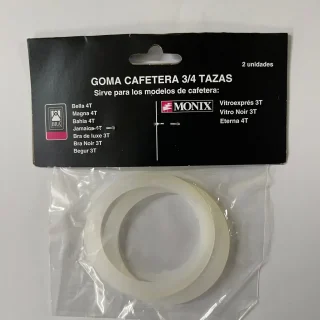 2 unidades
GOMA CAFETERA 3/4 TAZAS
Sirve para los modelos de cafetera:
BRA
Bella 4T
Magna 4T
Bahía 4T
Jamaica 4T
Bra de luxe 3T
Bra Noir 3T
Begur 3T
MONIX
Vitroexprés 3T
Vitro Noir 3T
Eterna 4T